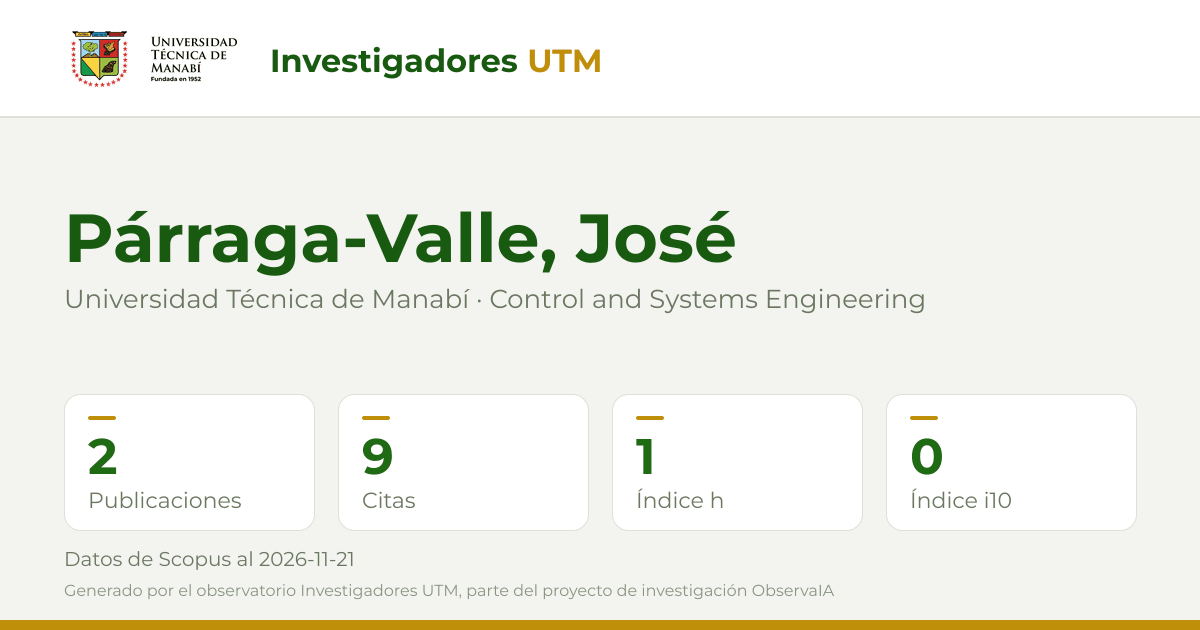 UNIVERSIDAD
TÉCNICA DE
MANABÍ
Fundada en 1952
Investigadores UTM
Párraga-Valle, José
Universidad Técnica de Manabí · Control and Systems Engineering
2
Publicaciones
9
Citas
1
Índice h
0
Índice i10
Datos de Scopus al 2026-11-21
Generado por el observatorio Investigadores UTM, parte del proyecto de investigación ObservaIA